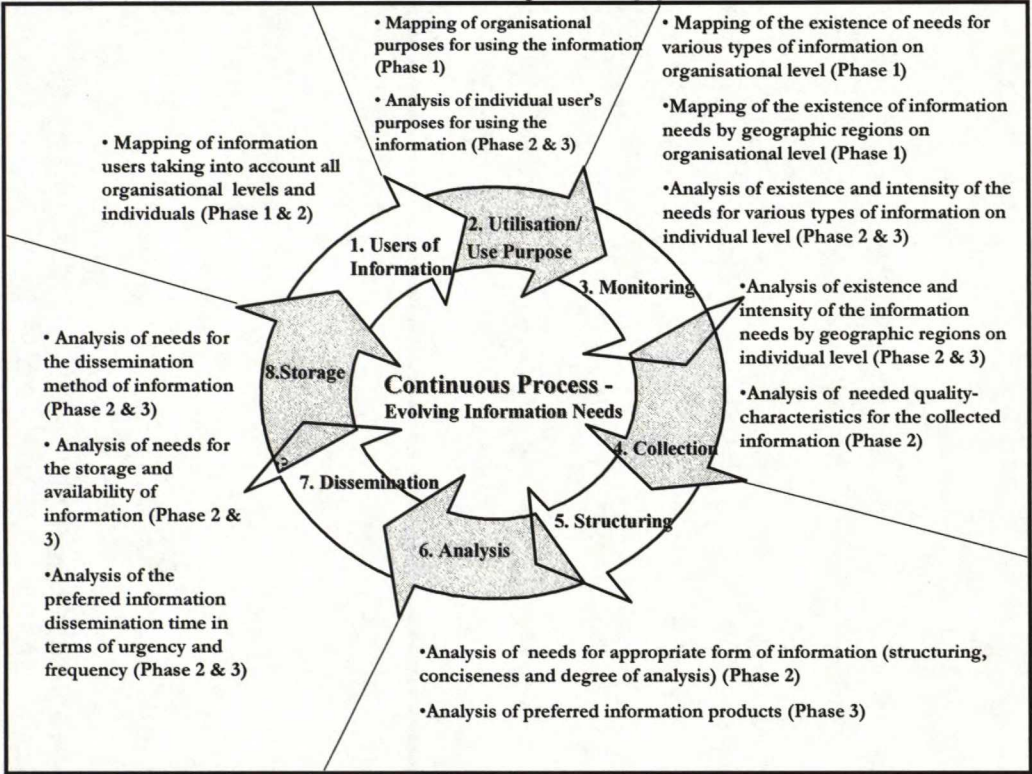 • Mapping of organisational
purposes for using the information
(Phase 1)
• Analysis of individual user's
purposes for using the
information (Phase 2 & 3)
• Mapping of the existence of needs for
various types of information on
organisational level (Phase 1)
•Mapping of the existence of information
needs by geographic regions on
organisational level (Phase 1)
•Analysis of existence and intensity of the
needs for various types of information on
individual level (Phase 2 & 3)
•Analysis of existence and
intensity of the information
needs by geographic regions on
individual level (Phase 2 & 3)
•Analysis of needed quality-
characteristics for the collected
information (Phase 2)
• Mapping of information
users taking into account all
organisational levels and
individuals (Phase 1 & 2)
1. Users of
Information
2. Utilisation/
Use Purpose
3. Monitoring
4. Collection
5. Structuring
6. Analysis
7. Dissemination
8.Storage
Continuous Process -
Evolving Information Needs
• Analysis of needs for
the dissemination
method of information
(Phase 2 & 3)
• Analysis of needs for
the storage and
availability of
information (Phase 2 &
3)
•Analysis of the
preferred information
dissemination time in
terms of urgency and
frequency (Phase 2 & 3)
•Analysis of needs for appropriate form of information (structuring,
conciseness and degree of analysis) (Phase 2)
•Analysis of preferred information products (Phase 3)